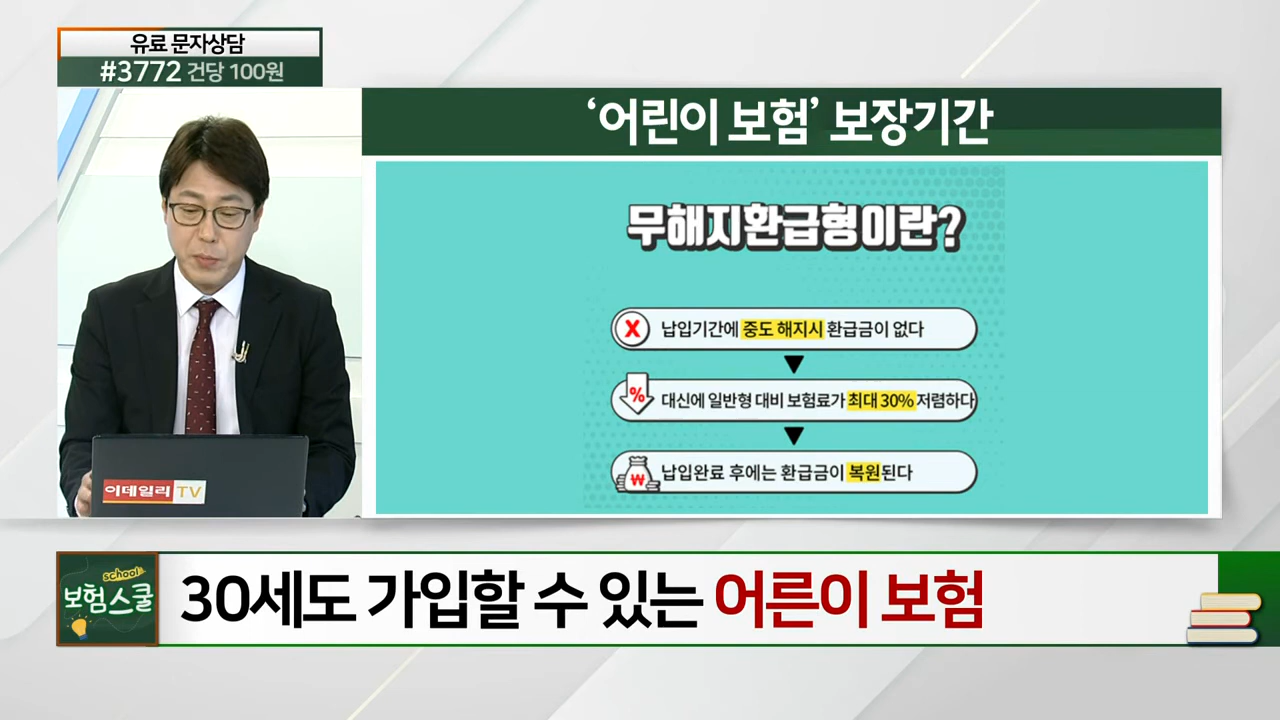 유료 문자상담
#3772 건당 100원
‘어린이 보험’ 보장기간
무해지환급형이란?
X 납입기간에 중도 해지시 환급금이 없다
% 대신에 일반형 대비 보험료가 최대 30% 저렴하다
₩ 납입완료 후에는 환급금이 복원된다
이데일리 TV
school
보험스쿨
30세도 가입할 수 있는 어른이 보험